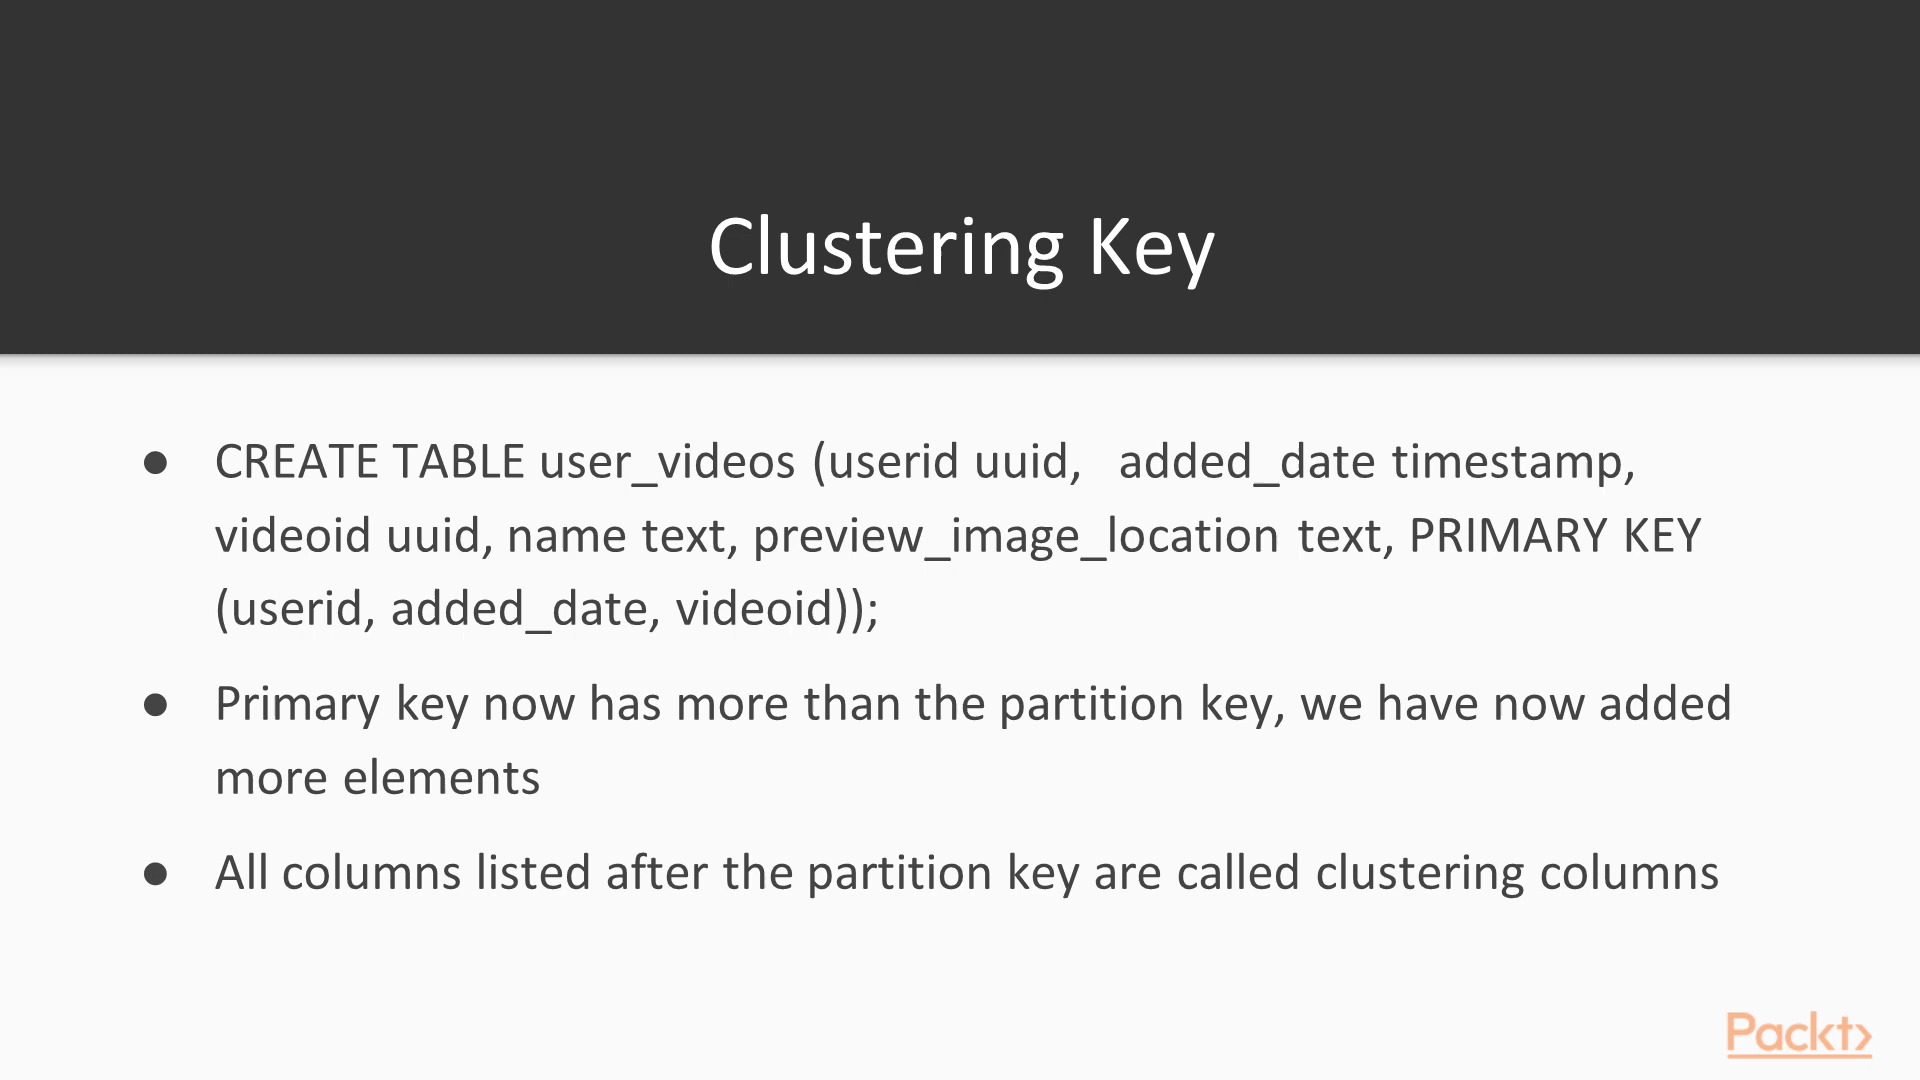 Clustering Key
● CREATE TABLE user_videos (userid uuid,   added_date timestamp,
videoid uuid, name text, preview_image_location text, PRIMARY KEY
(userid, added_date, videoid));
● Primary key now has more than the partition key, we have now added
more elements
● All columns listed after the partition key are called clustering columns
Packt>